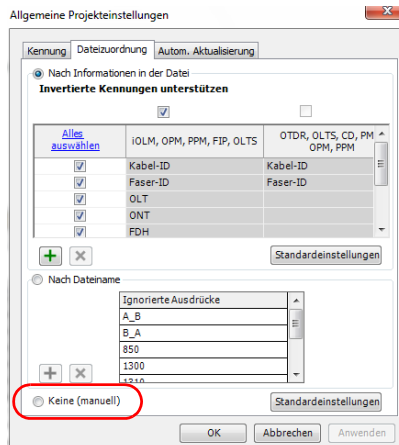 Allgemeine Projekteinstellungen
Kennung Dateizuordnung Autom. Aktualisierung
Nach Informationen in der Datei
Invertierte Kennungen unterstützen
Alles auswählen
iOLM, OPM, PPM, FIP, OLTS
OTDR, OLTS, CD, PM
OPM, PPM
Kabel-ID Kabel-ID
Faser-ID Faser-ID
OLT
ONT
FDH
Standardeinstellungen
Nach Dateiname
Ignorierte Ausdrücke
A_B
B_A
850
1300
1310
Keine (manuell)
Standardeinstellungen
OK Abbrechen Anwenden